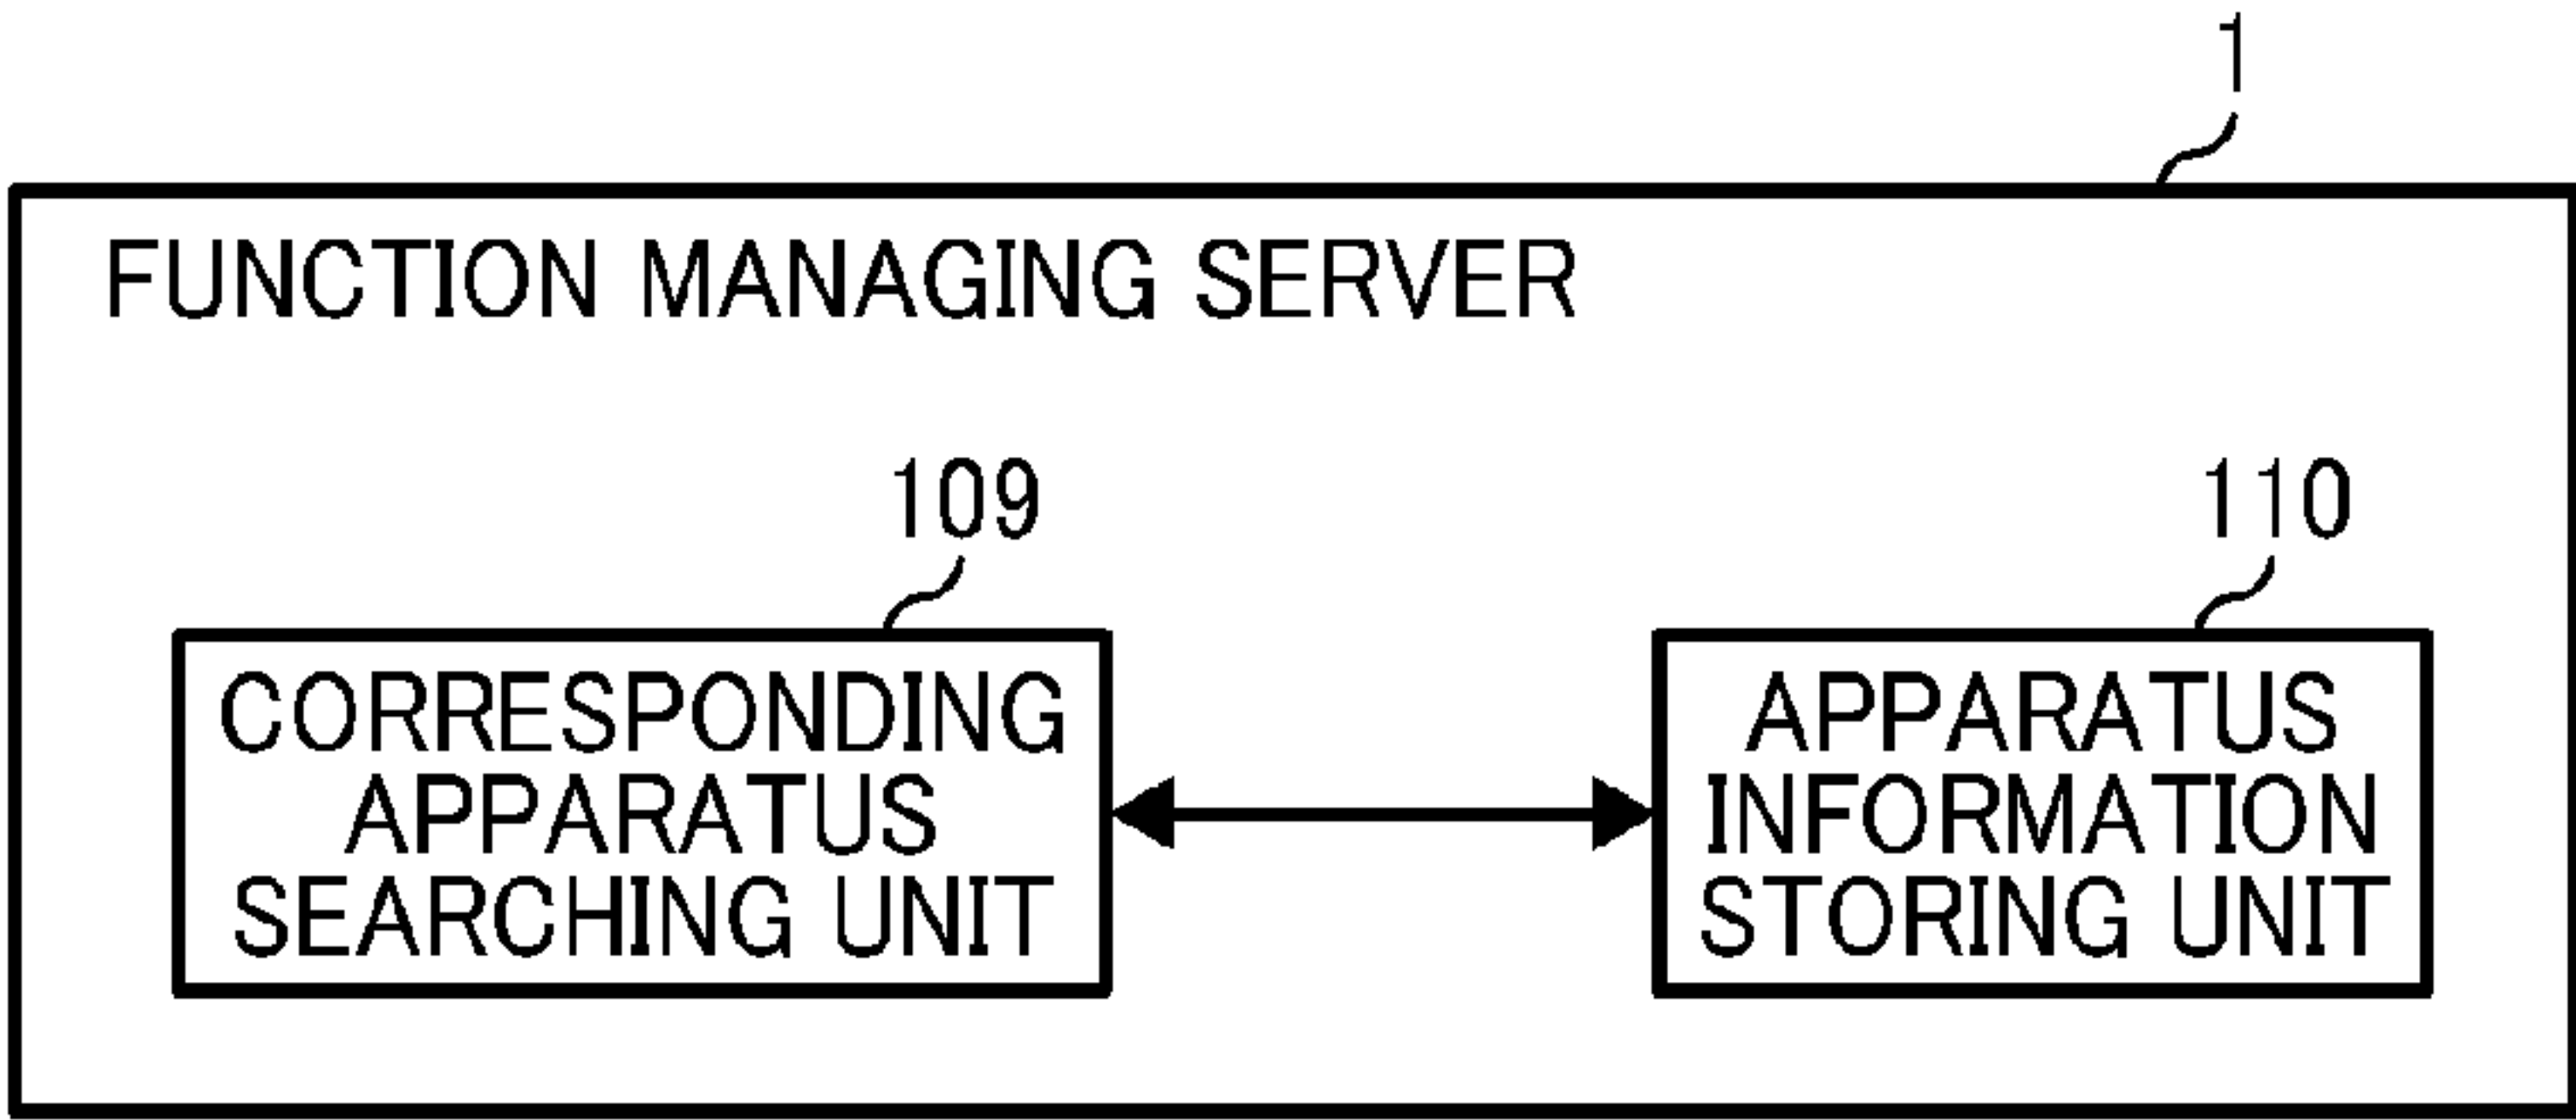 1
FUNCTION MANAGING SERVER
109
CORRESPONDING
APPARATUS
SEARCHING UNIT
110
APPARATUS
INFORMATION
STORING UNIT